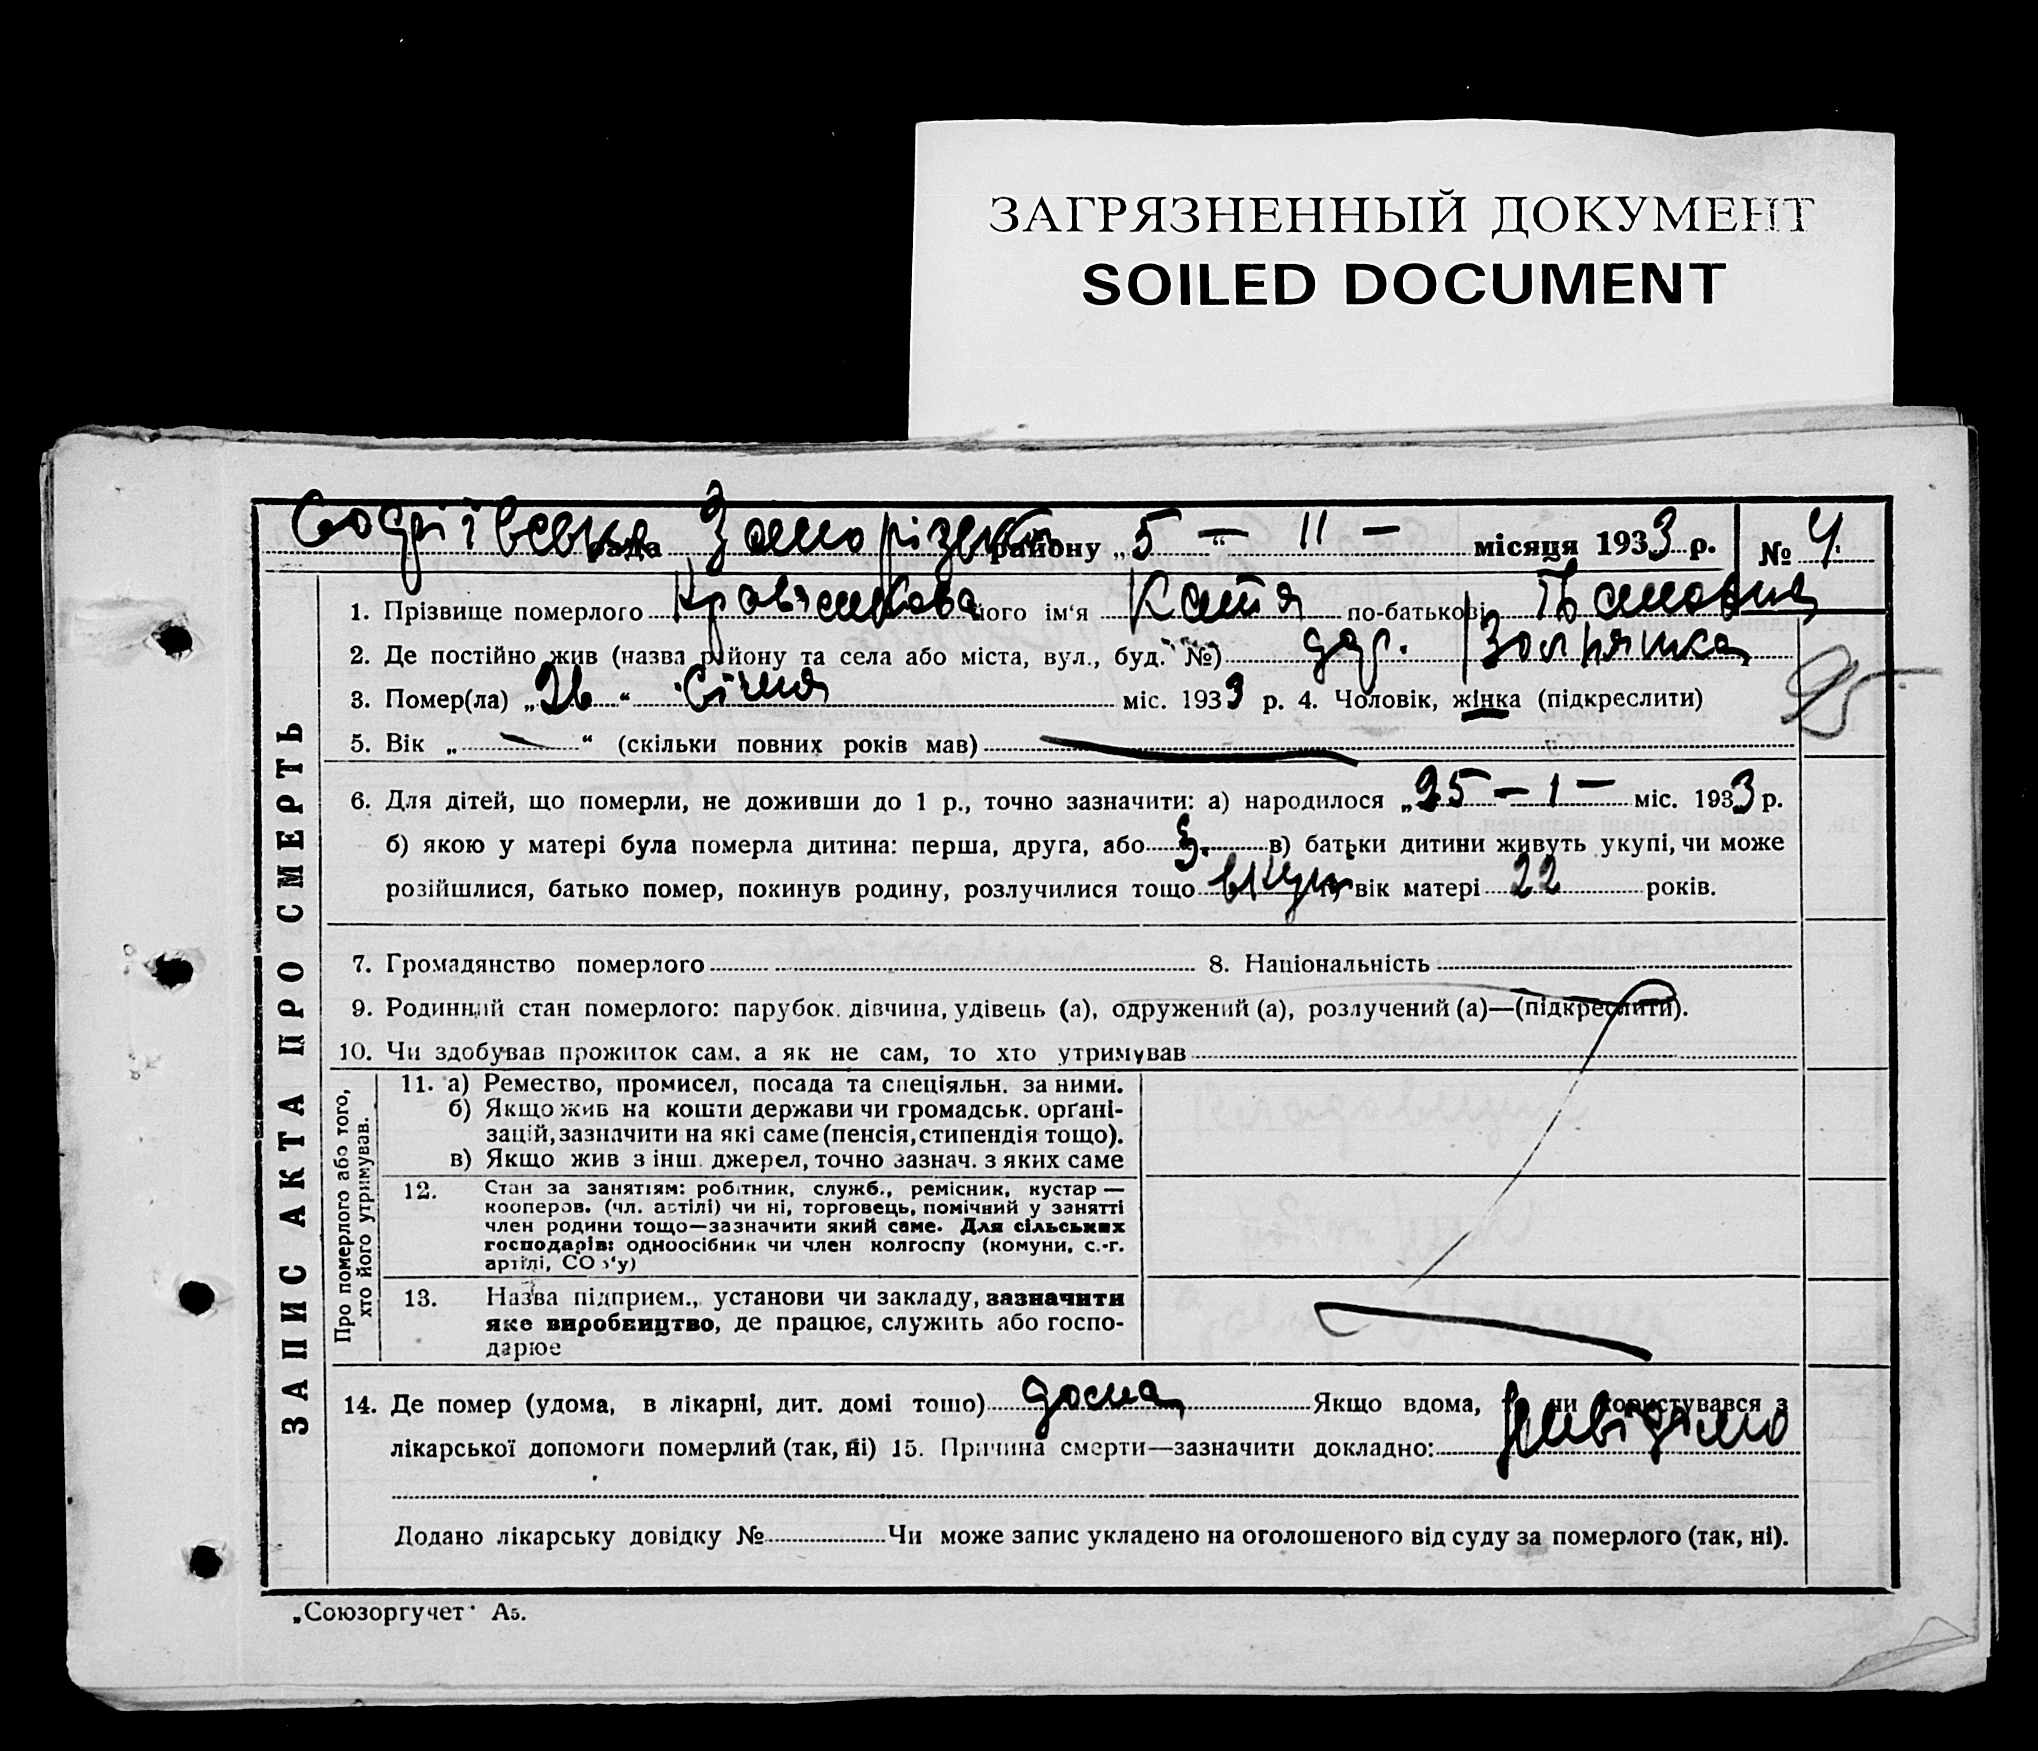 ЗАГРЯЗНЕННЫЙ ДОКУМЕНТ
SOILED DOCUMENT
рада району „5 — “ II — місяця 1933 р. № 4
1. Прізвище померлого його ім‘я Катя по-батькові
2. Де постійно жив (назва району та села або міста, вул., буд. №)
3. Помер(ла) „26“ Січня міс. 1933 р. 4. Чоловік, жінка (підкреслити)
95
5. Вік „ — “ (скільки повних років мав) —
6. Для дітей, що померли, не доживши до 1 р., точно зазначити: а) народилося „25 — 1 — міс. 1933 р.
б) якою у матері була померла дитина: перша, друга, або 3. в) батьки дитини живуть укупі, чи може
розійшлися, батько помер, покинув родину, розлучилися тощо вкупі г) вік матері 22 років.
7. Громадянство померлого 8. Національність
9. Родинний стан померлого: парубок. дівчина, удівець (а), одружений (а), розлучений (а)—(підкреслити).
10. Чи здобував прожиток сам. а як не сам, то хто утримував
Про померлого або того, хто його утримував.
11. а) Ремество, промисел, посада та спеціяльн. за ними.
б) Якщо жив на кошти держави чи громадськ. орґані-
зацій, зазначити на які саме (пенсія, стипендія тощо).
в) Якщо жив з інш. джерел, точно зазнач. з яких саме
12. Стан за заняттям: робітник, служб., ремісник, кустар —
кооперов. (чл. артілі) чи ні, торговець, помічний у занятті
член родини тощо—зазначити який саме. Для сільських
господарів: одноосібник чи член колгоспу (комуни, с.-г.
артілі, СО з‘у)
13. Назва підприєм., установи чи закладу, зазначити
яке виробництво, де працює, служить або госпо-
дарює
14. Де помер (удома, в лікарні, дит. домі тощо) дома Якщо вдома, чи користувався з
лікарської допомоги померлий (так, ні) 15. Причина смерти—зазначити докладно: Невідомо
Додано лікарську довідку № Чи може запис укладено на оголошеного від суду за померлого (так, ні).
ЗАПИС АКТА ПРО СМЕРТЬ
„Союзоргучет“ А5.